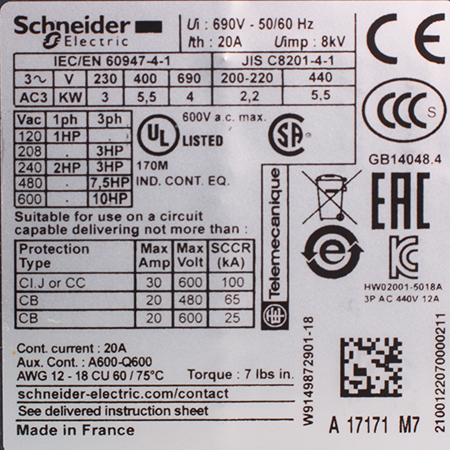 Schneider Electric
Ui : 690V - 50/60 Hz
Ith : 20A Uimp : 8kV
CE
IEC/EN 60947-4-1 JIS C8201-4-1
3~ V 230 400 690 200-220 440
AC3 KW 3 5,5 4 2,2 5.5
Vac 1ph 3ph
120 1HP .
208 . 3HP
240 2HP 3HP
480 . 7,5HP
600 . 10HP
600V a.c. max.
UL LISTED
170M
IND. CONT. EQ.
SA
CCC S
GB14048.4
EAC
Suitable for use on a circuit
capable delivering not more than :
Protection Type Max Amp Max Volt SCCR (kA)
CI.J or CC 30 600 100
CB 20 480 65
CB 20 600 25
Telemecanique
e
KC
HW02001-5018A
3P AC 440V 12A
Cont. current : 20A
Aux. Cont. : A600-Q600
AWG 12 - 18 CU 60 / 75°C Torque : 7 lbs in.
schneider-electric.com/contact
See delivered instruction sheet
Made in France
W9149872901-18
A 17171 M7
2100122070000211